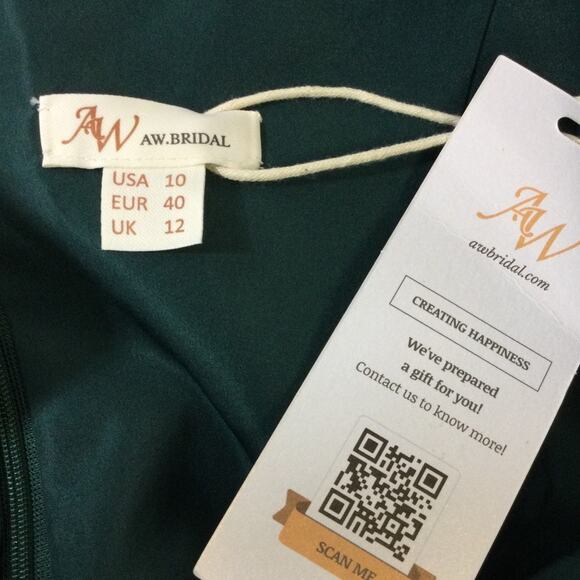 AW AW.BRIDAL
USA 10
EUR 40
UK 12
AW
awbridal.com
CREATING HAPPINESS
We've prepared
a gift for you!
Contact us to know more!
SCAN ME